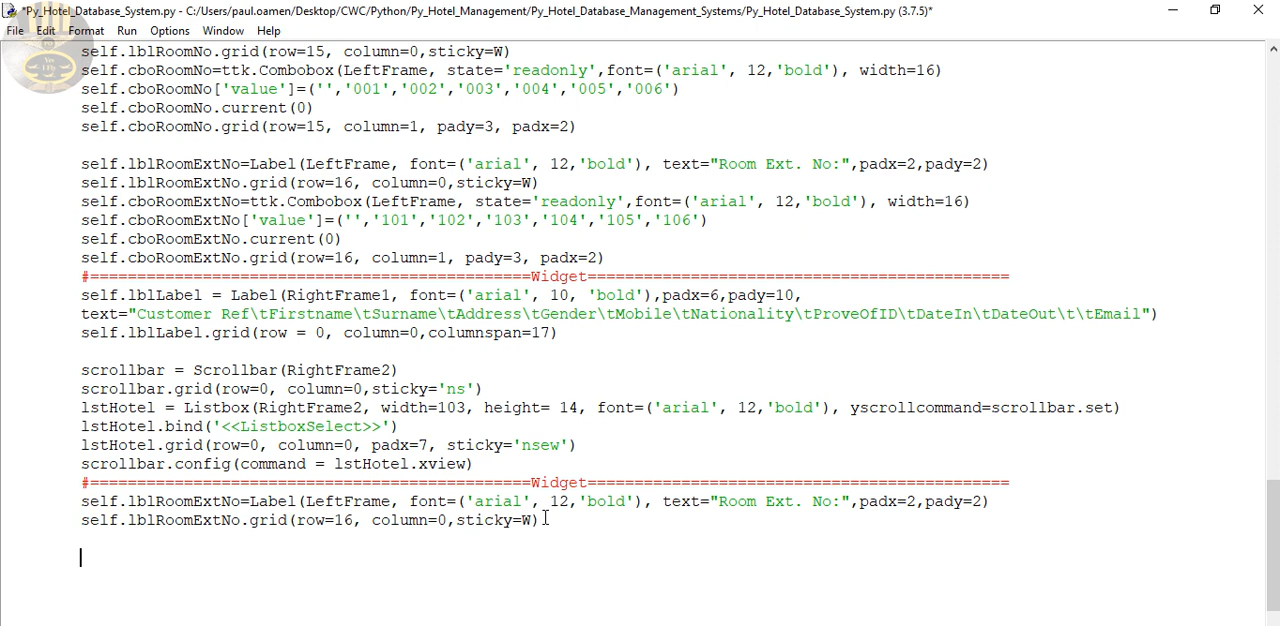 *Py_Hotel_Database_System.py - C:/Users/paul.oamen/Desktop/CWC/Python/Py_Hotel_Management/Py_Hotel_Database_Management_Systems/Py_Hotel_Database_System.py (3.7.5)*
File Edit Format Run Options Window Help
self.lblRoomNo.grid(row=15, column=0,sticky=W)
self.cboRoomNo=ttk.Combobox(LeftFrame, state='readonly',font=('arial', 12,'bold'), width=16)
self.cboRoomNo['value']=('','001','002','003','004','005','006')
self.cboRoomNo.current(0)
self.cboRoomNo.grid(row=15, column=1, pady=3, padx=2)
self.lblRoomExtNo=Label(LeftFrame, font=('arial', 12,'bold'), text="Room Ext. No:",padx=2,pady=2)
self.lblRoomExtNo.grid(row=16, column=0,sticky=W)
self.cboRoomExtNo=ttk.Combobox(LeftFrame, state='readonly',font=('arial', 12,'bold'), width=16)
self.cboRoomExtNo['value']=('','101','102','103','104','105','106')
self.cboRoomExtNo.current(0)
self.cboRoomExtNo.grid(row=16, column=1, pady=3, padx=2)
#===============================================Widget=============================================
self.lblLabel = Label(RightFrame1, font=('arial', 10, 'bold'),padx=6,pady=10,
text="Customer Ref\tFirstname\tSurname\tAddress\tGender\tMobile\tNationality\tProveOfID\tDateIn\tDateOut\t\tEmail")
self.lblLabel.grid(row = 0, column=0,columnspan=17)
scrollbar = Scrollbar(RightFrame2)
scrollbar.grid(row=0, column=0,sticky='ns')
lstHotel = Listbox(RightFrame2, width=103, height= 14, font=('arial', 12,'bold'), yscrollcommand=scrollbar.set)
lstHotel.bind('<<ListboxSelect>>')
lstHotel.grid(row=0, column=0, padx=7, sticky='nsew')
scrollbar.config(command = lstHotel.xview)
#===============================================Widget=============================================
self.lblRoomExtNo=Label(LeftFrame, font=('arial', 12,'bold'), text="Room Ext. No:",padx=2,pady=2)
self.lblRoomExtNo.grid(row=16, column=0,sticky=W)